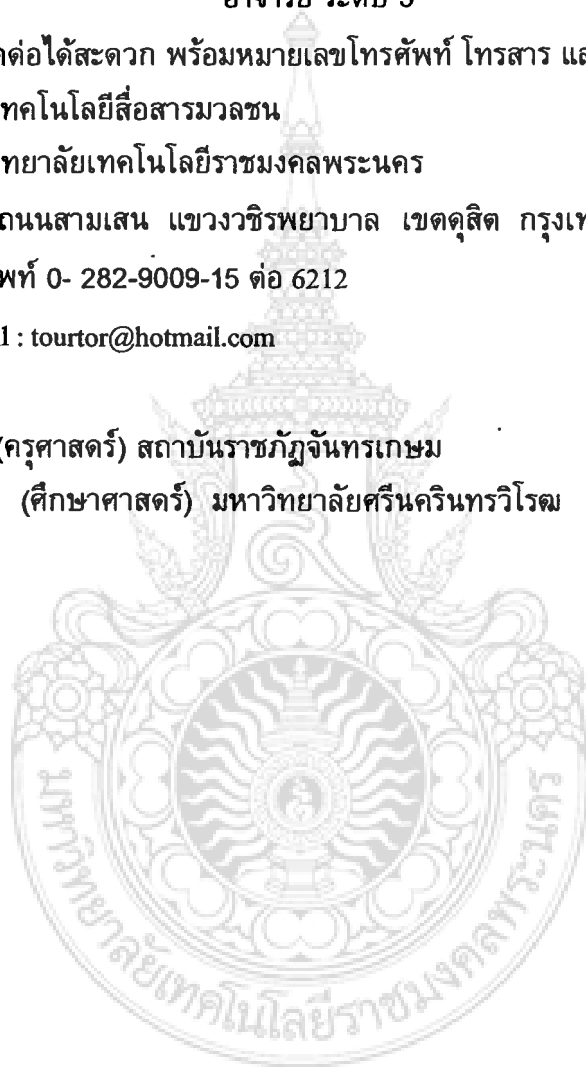 อาจารย์ ระดับ 5
ต่อได้สะดวก พร้อมหมายเลขโทรศัพท์ โทรสาร
ทคโนโลยีสื่อสารมวลชน
ทยาลัยเทคโนโลยีราชมงคลพระนคร
ถนนสามเสน แขวงวชิรพยาบาล เขตดุสิต กรุงเท
พท์ 0- 282-9009-15 ต่อ 6212
l : tourtor@hotmail.com
(ครุศาสตร์) สถาบันราชภัฏจันทรเกษม
(ศึกษาศาสตร์) มหาวิทยาลัยศรีนครินทรวิโรฒ
มหาวิทยาลัยเทคโนโลยีราชมงคลพระนคร